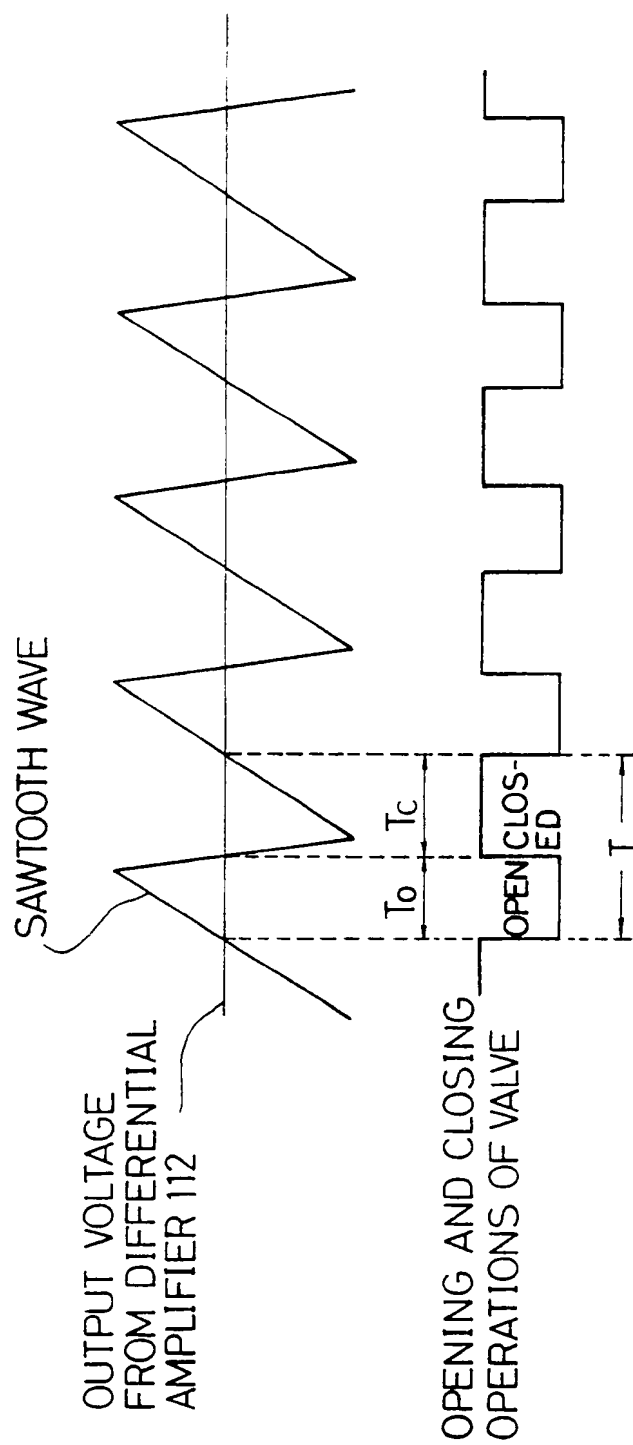 SAWTOOTH WAVE
OUTPUT VOLTAGE
FROM DIFFERENTIAL
AMPLIFIER 112
To
Tc
OPEN
CLOS-
ED
T
OPENING AND CLOSING
OPERATIONS OF VALVE